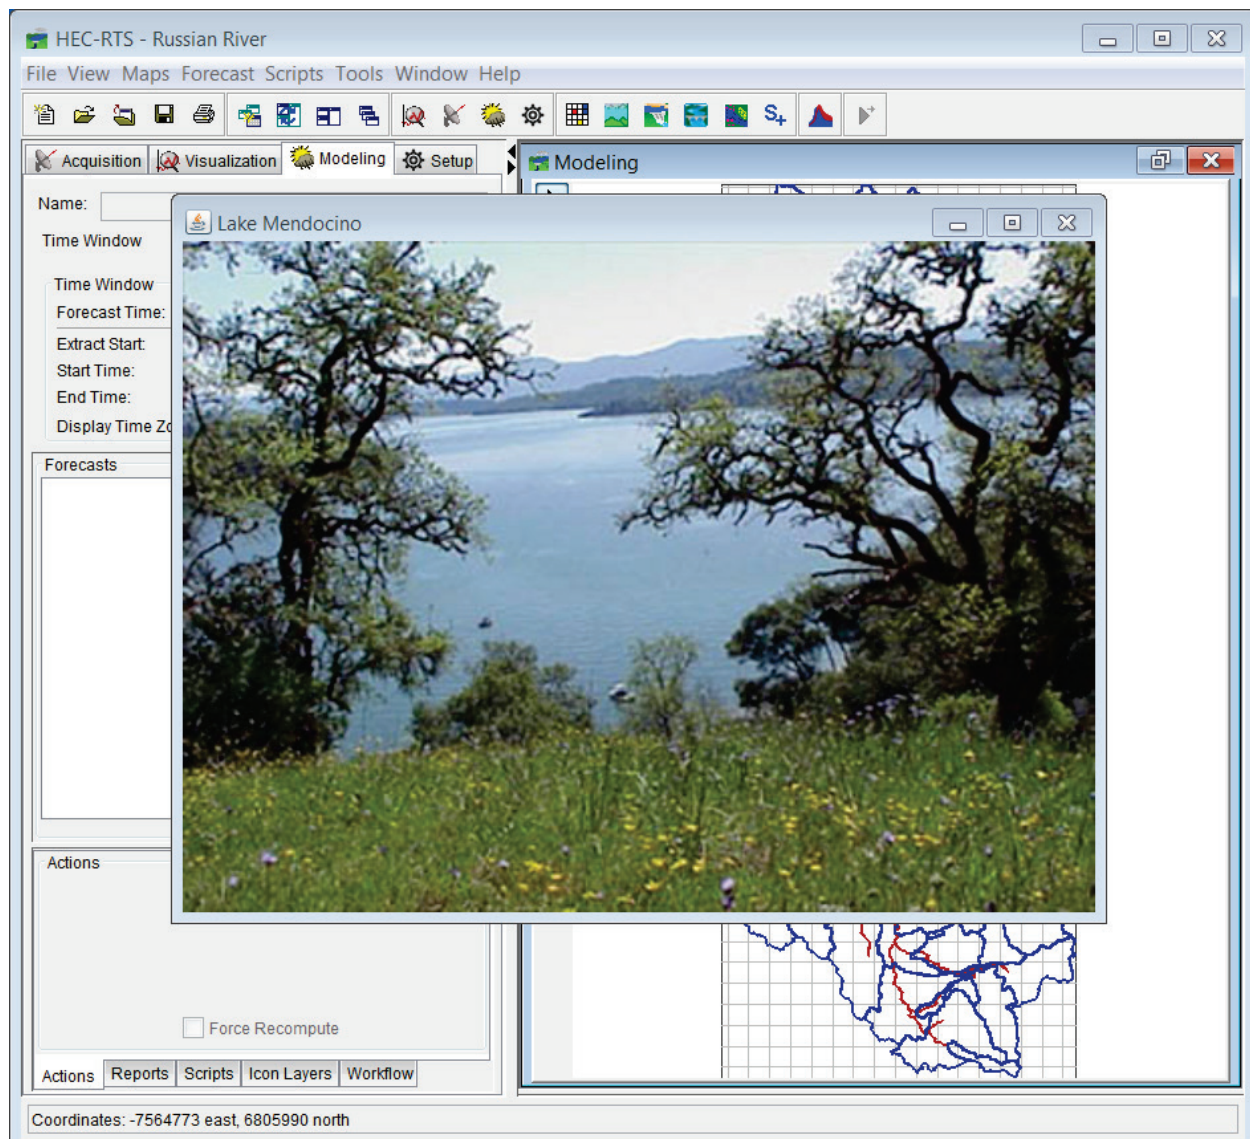 HEC-RTS - Russian River
File View Maps Forecast Scripts Tools Window Help
S+
Acquisition Visualization Modeling Setup
Modeling
Name:
Lake Mendocino
Time Window
Time Window
Forecast Time:
Extract Start:
Start Time:
End Time:
Display Time
Forecasts
Actions
Force Recompute
Actions Reports Scripts Icon Layers Workflow
Coordinates: -7564773 east, 6805990 north